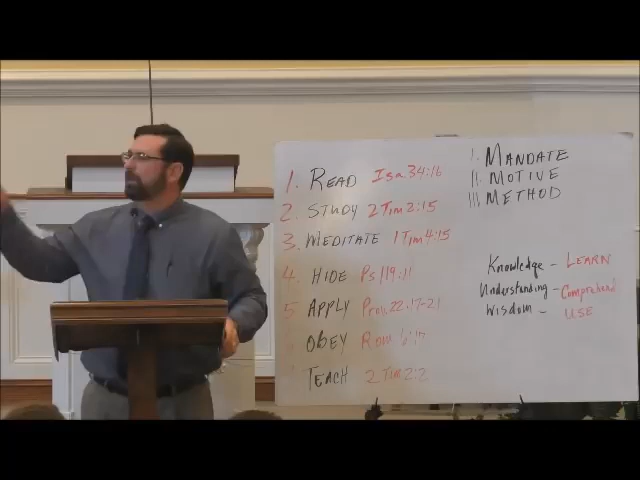 1. READ Isa. 34:16
2. STUDY 2 Tim 2:15
3. MEDITATE 1 Tim 4:15
4. HIDE Ps 119:11
5 APPLY Prov. 22:17-21
OBEY Rom 6:17
TEACH 2 Tim 2:2
I. MANDATE
II. MOTIVE
III METHOD
Knowledge - LEARN
Understanding - Comprehend
Wisdom - USE